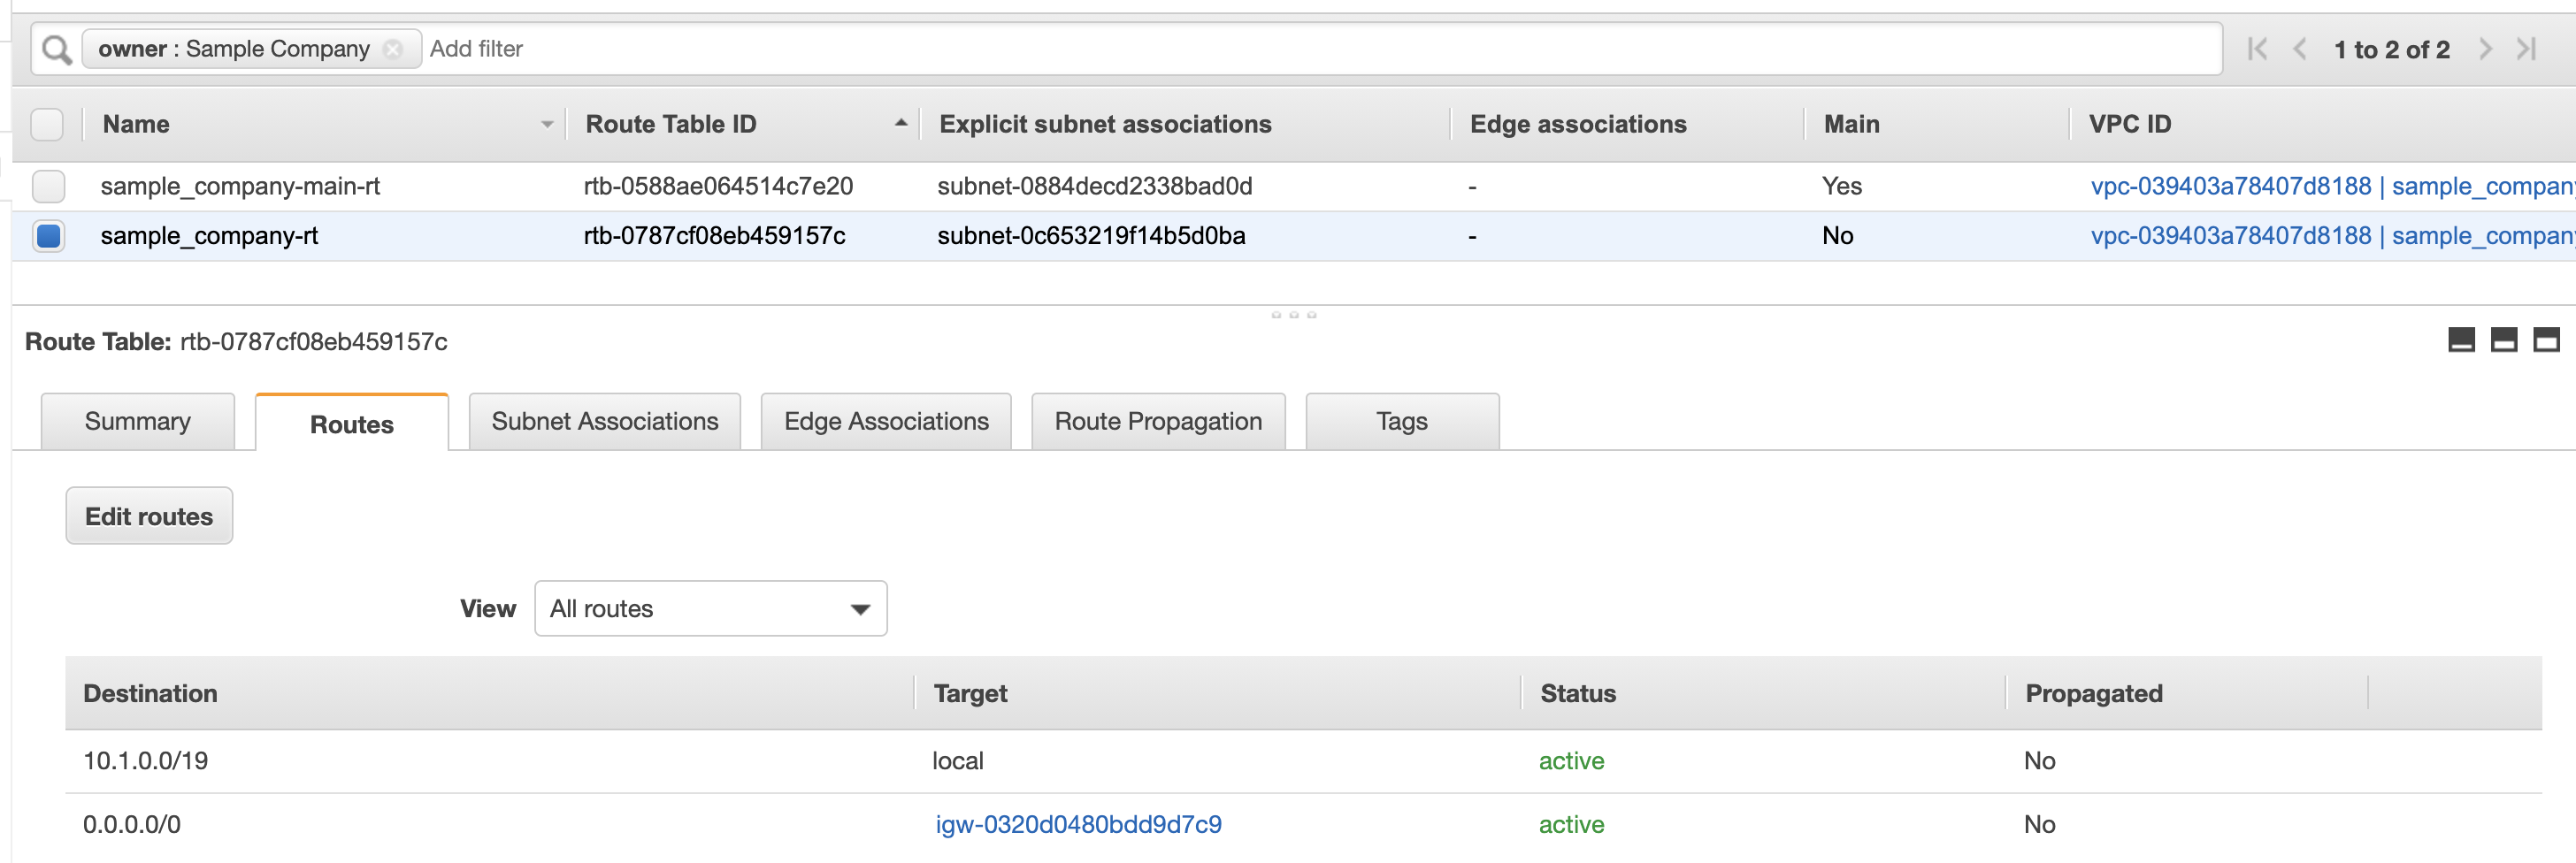 owner : Sample Company Add filter 1 to 2 of 2
Name Route Table ID Explicit subnet associations Edge associations Main VPC ID
sample_company-main-rt rtb-0588ae064514c7e20 subnet-0884decd2338bad0d - Yes vpc-039403a78407d8188 | sample_company
sample_company-rt rtb-0787cf08eb459157c subnet-0c653219f14b5d0ba - No vpc-039403a78407d8188 | sample_company
Route Table: rtb-0787cf08eb459157c
Summary Routes Subnet Associations Edge Associations Route Propagation Tags
Edit routes
View All routes
Destination Target Status Propagated
10.1.0.0/19 local active No
0.0.0.0/0 igw-0320d0480bdd9d7c9 active No